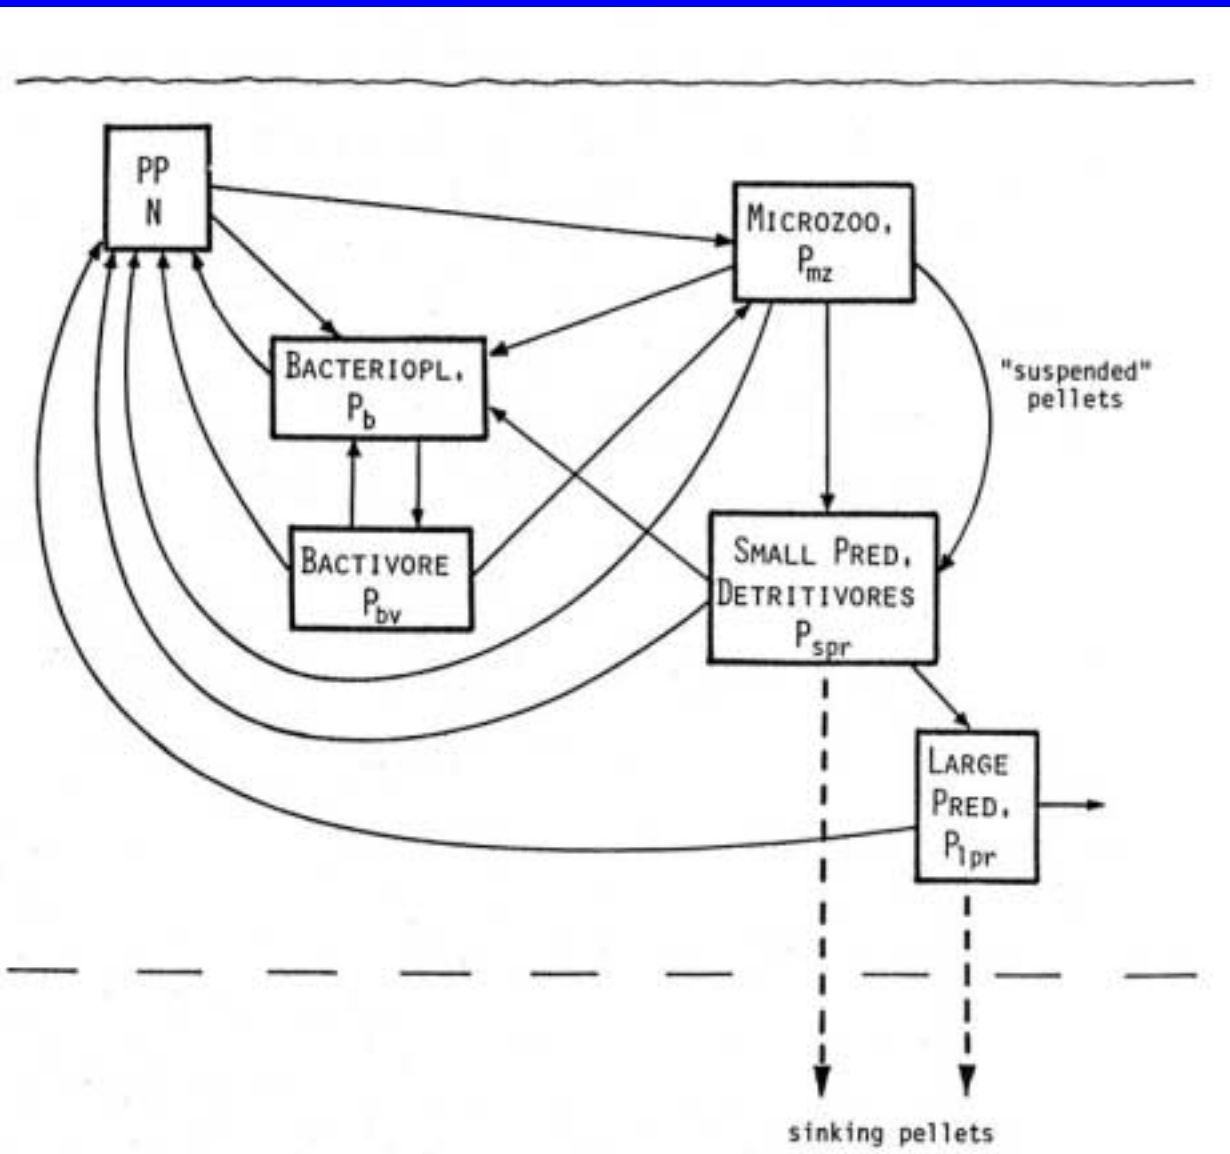 PP
N
MICROZOO.
Pmz
BACTERIOPL.
Pb
"suspended"
pellets
BACTIVORE
Pbv
SMALL PRED.
DETRITIVORES
Pspr
LARGE
PRED.
Plpr
sinking pellets